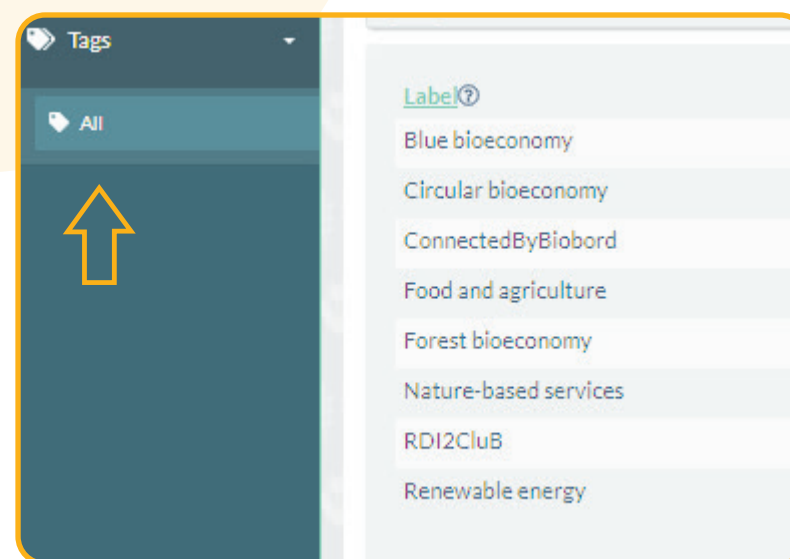 Tags
All
Label
Blue bioeconomy
Circular bioeconomy
ConnectedByBiobord
Food and agriculture
Forest bioeconomy
Nature-based services
RDI2CluB
Renewable energy